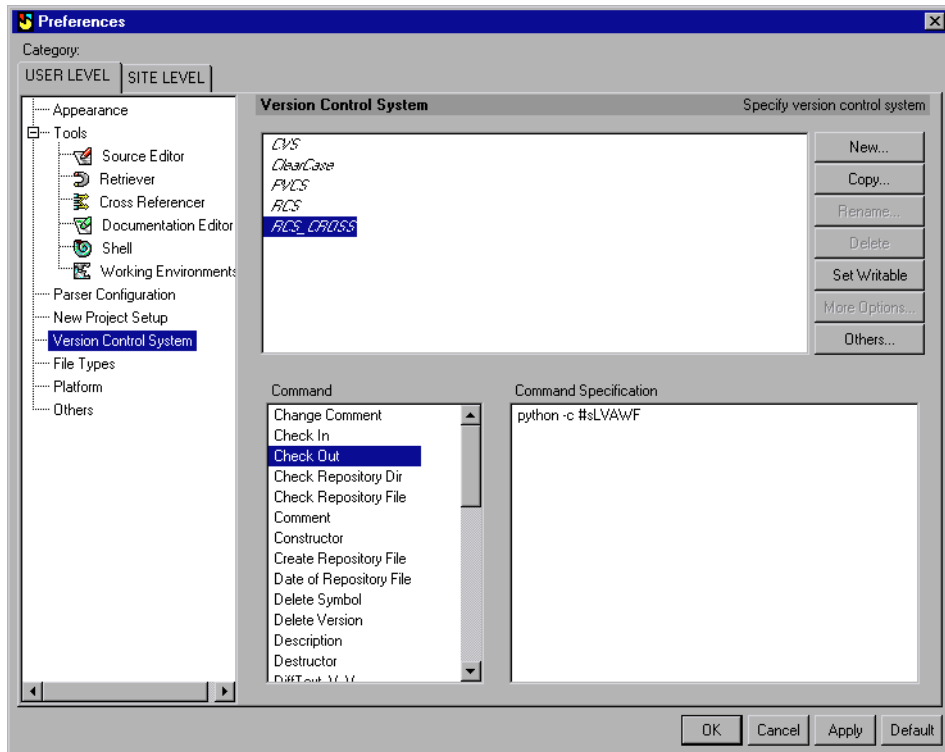 Preferences
Category:
USER LEVEL SITE LEVEL
Appearance
Tools
Source Editor
Retriever
Cross Referencer
Documentation Editor
Shell
Working Environments
Parser Configuration
New Project Setup
Version Control System
File Types
Platform
Others
Version Control System Specify version control system
CVS
ClearCase
PVCS
RCS
RCS_CROSS
New...
Copy...
Rename...
Delete
Set Writable
More Options...
Others...
Command
Change Comment
Check In
Check Out
Check Repository Dir
Check Repository File
Comment
Constructor
Create Repository File
Date of Repository File
Delete Symbol
Delete Version
Description
Destructor
Command Specification
python -c #sLVAWF
OK Cancel Apply Default